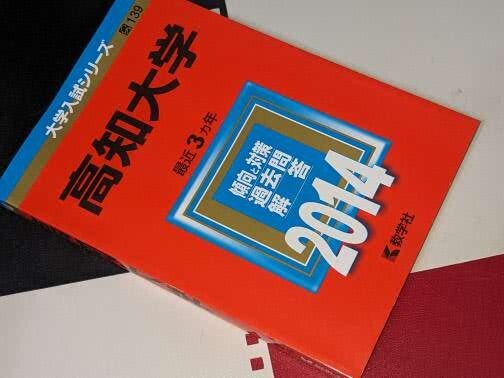 大学入試シリーズ
139
高知大学
最近3カ年
傾向と対策
過去問
解答
2014
教学社